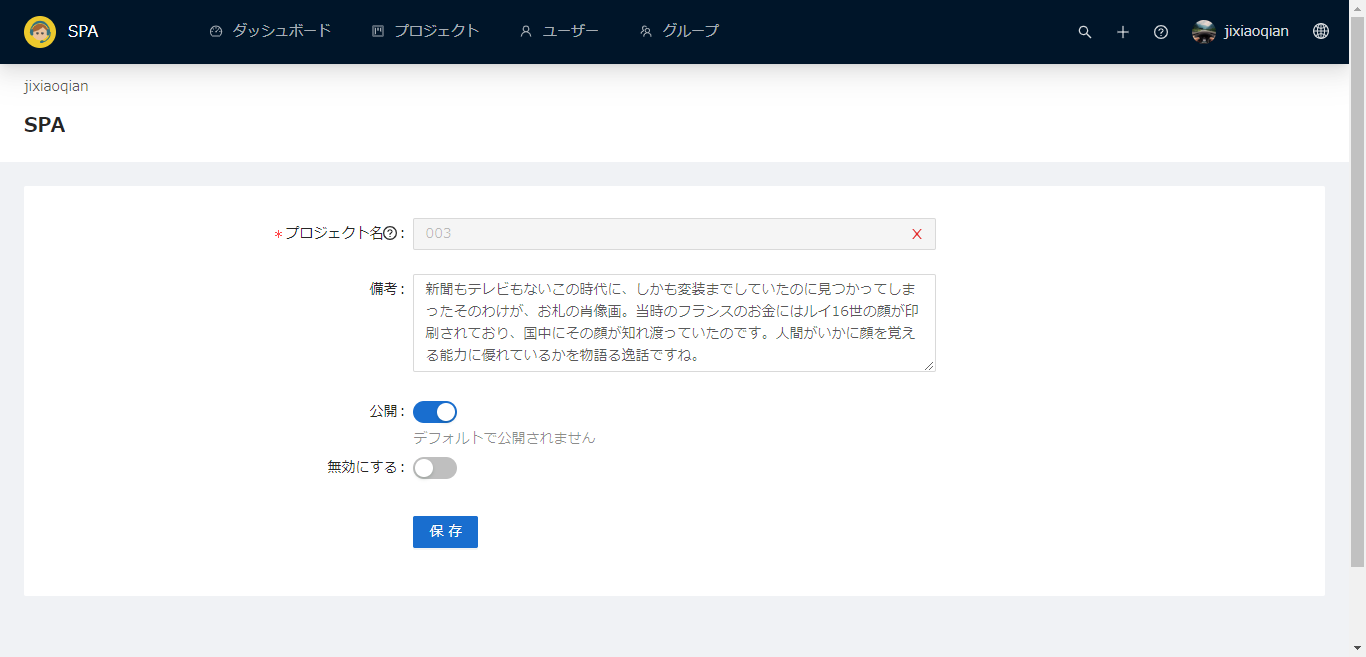 SPA ダッシュボード プロジェクト ユーザー グループ jixiaoqian
jixiaoqian
SPA
*プロジェクト名?: 003 X
備考: 新聞もテレビもないこの時代に、しかも変装までしていたのに見つかってしま
ったそのわけが、お札の肖像画。当時のフランスのお金にはルイ16世の顔が印
刷されており、国中にその顔が知れ渡っていたのです。人間がいかに顔を覚え
る能力に優れているかを物語る逸話ですね。
公開:
デフォルトで公開されません
無効にする:
保存